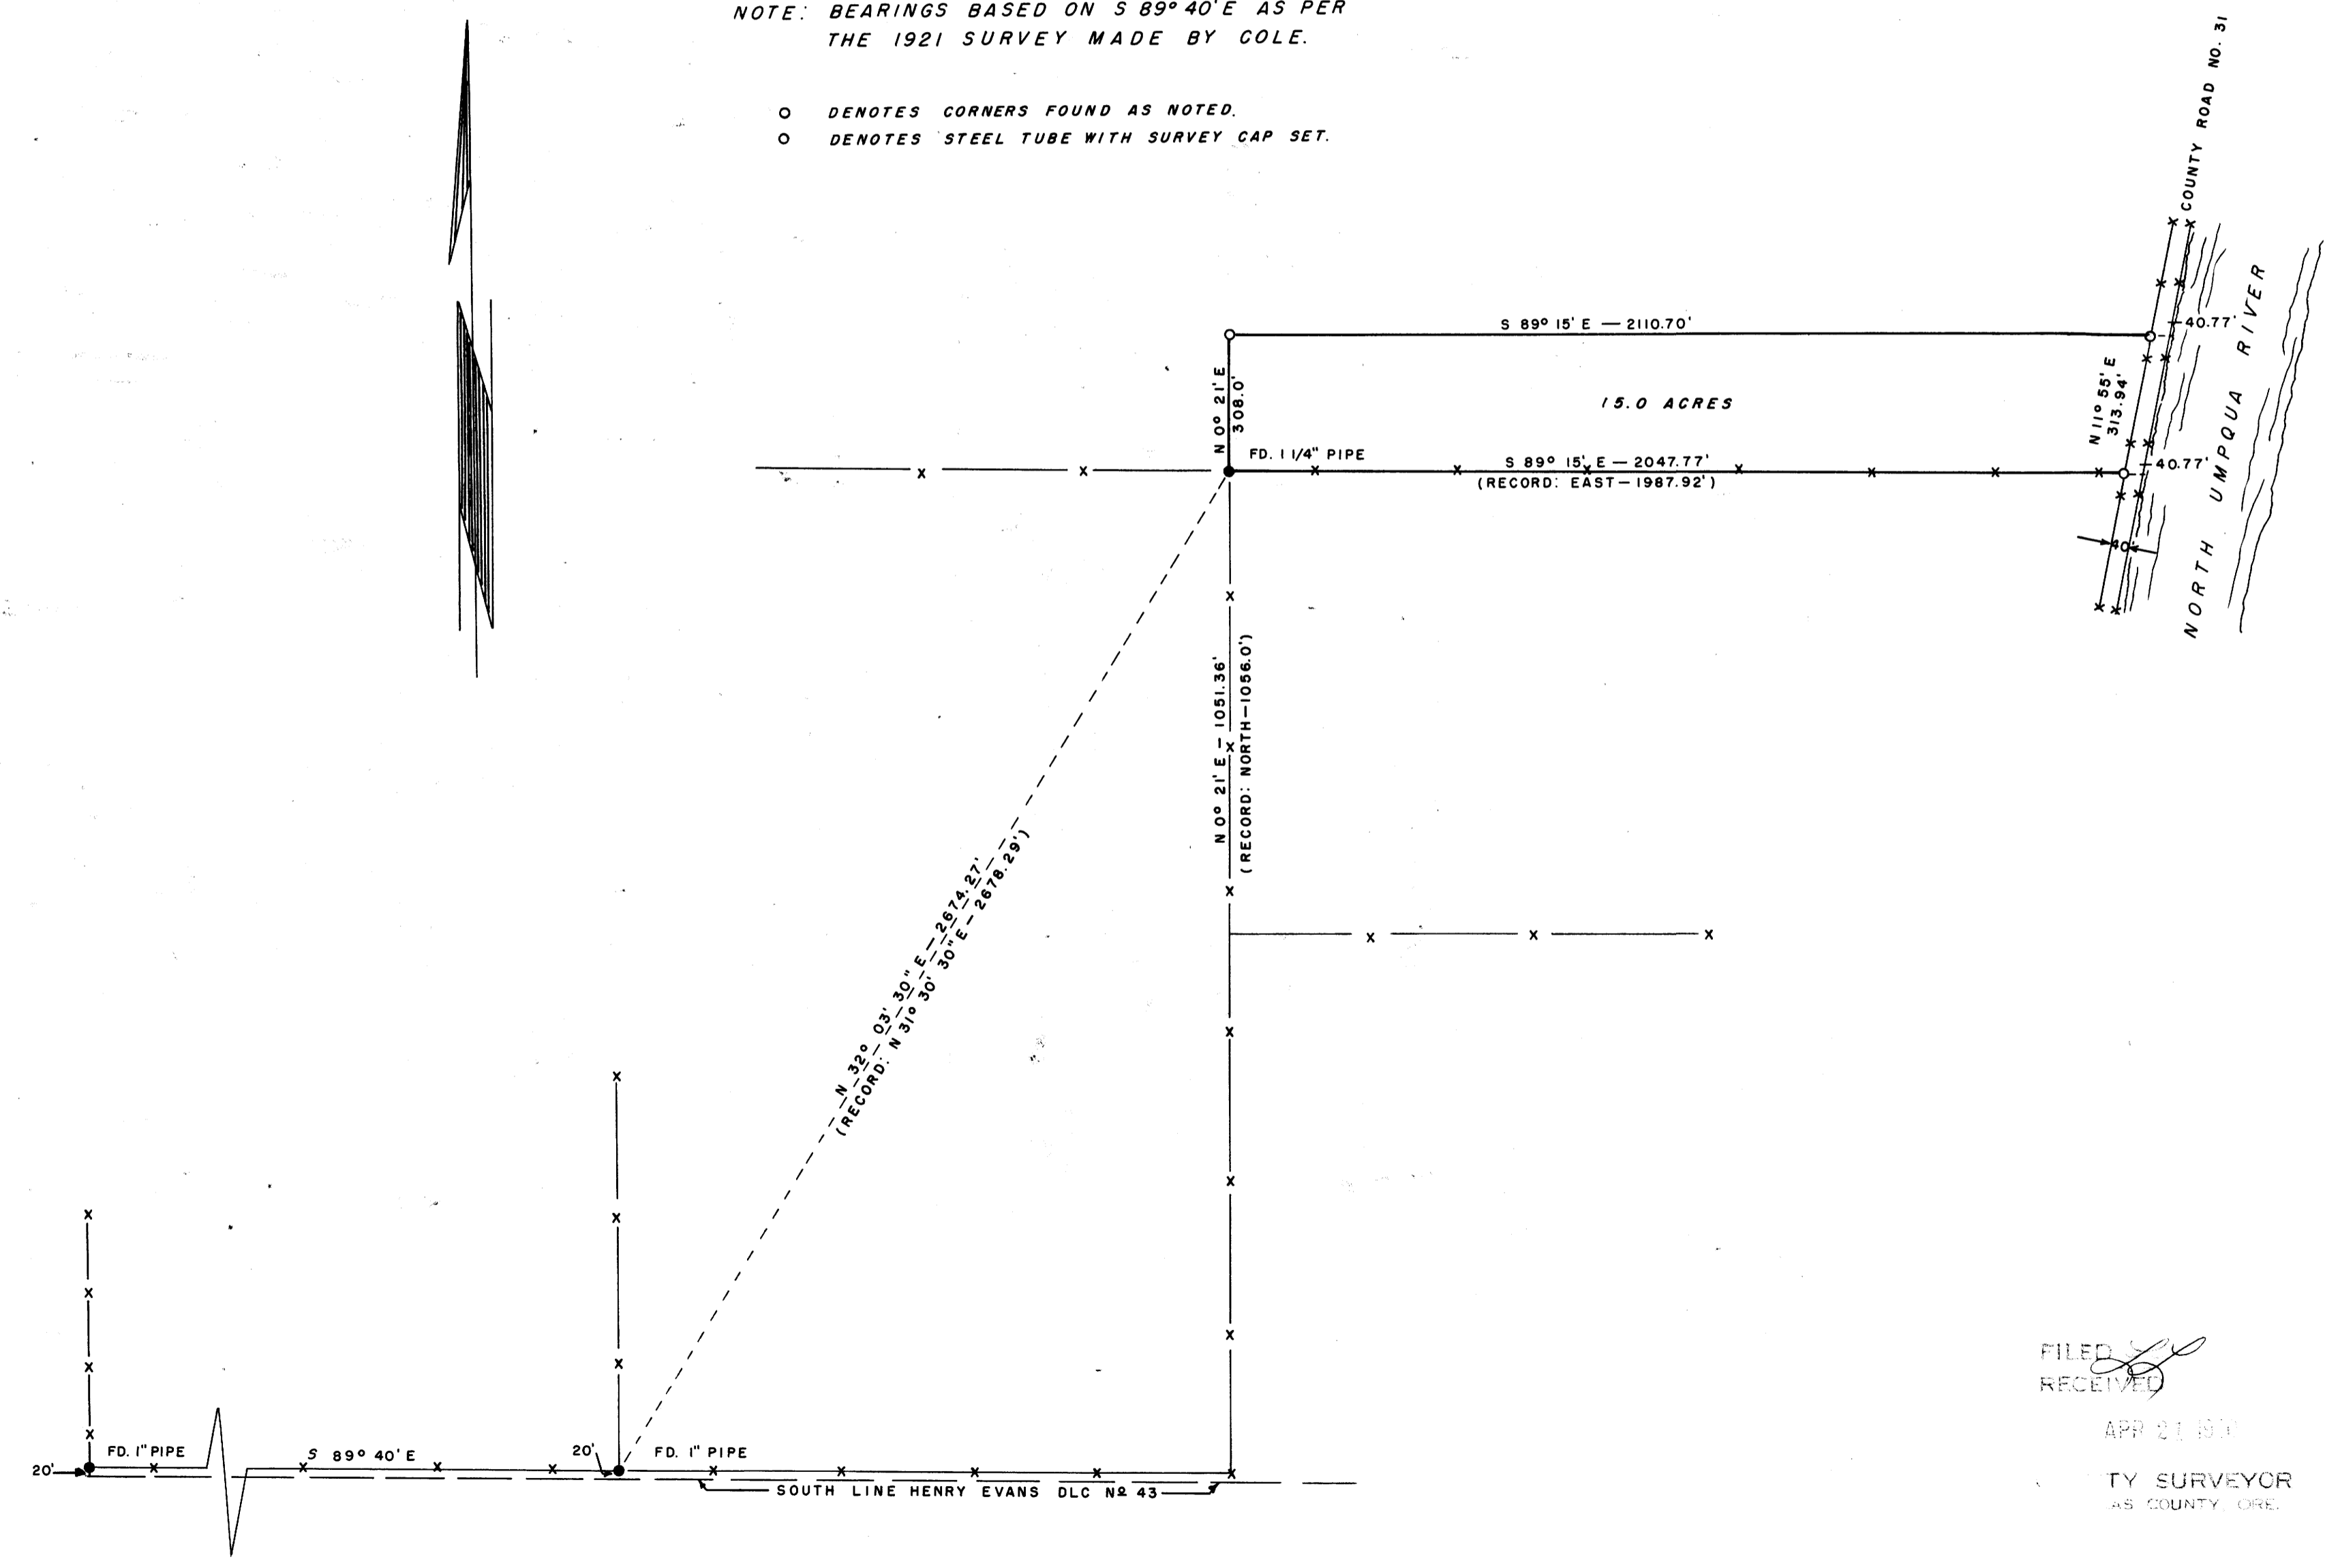 NOTE: BEARINGS BASED ON S 89° 40' E AS PER
THE 1921 SURVEY MADE BY COLE.
O DENOTES CORNERS FOUND AS NOTED.
O DENOTES STEEL TUBE WITH SURVEY CAP SET.
COUNTY ROAD NO. 31
S 89° 15' E — 2110.70'
40.77'
N 0° 21' E
308.0'
15.0 ACRES
N 11° 55' E
313.94'
NORTH UMPQUA RIVER
FD. 1 1/4" PIPE
S 89° 15' E — 2047.77'
(RECORD: EAST — 1987.92')
40.77'
40'
N 0° 21' E — 1051.36'
(RECORD: NORTH — 1056.0')
N 32° 03' 30" E — 2674.27'
(RECORD: N 31° 30' 30" E — 2678.29')
FILED
RECEIVED
APR 21
TY SURVEYOR
AS COUNTY, ORE.
20'
FD. 1" PIPE
S 89° 40' E
20'
FD. 1" PIPE
SOUTH LINE HENRY EVANS DLC Nº 43